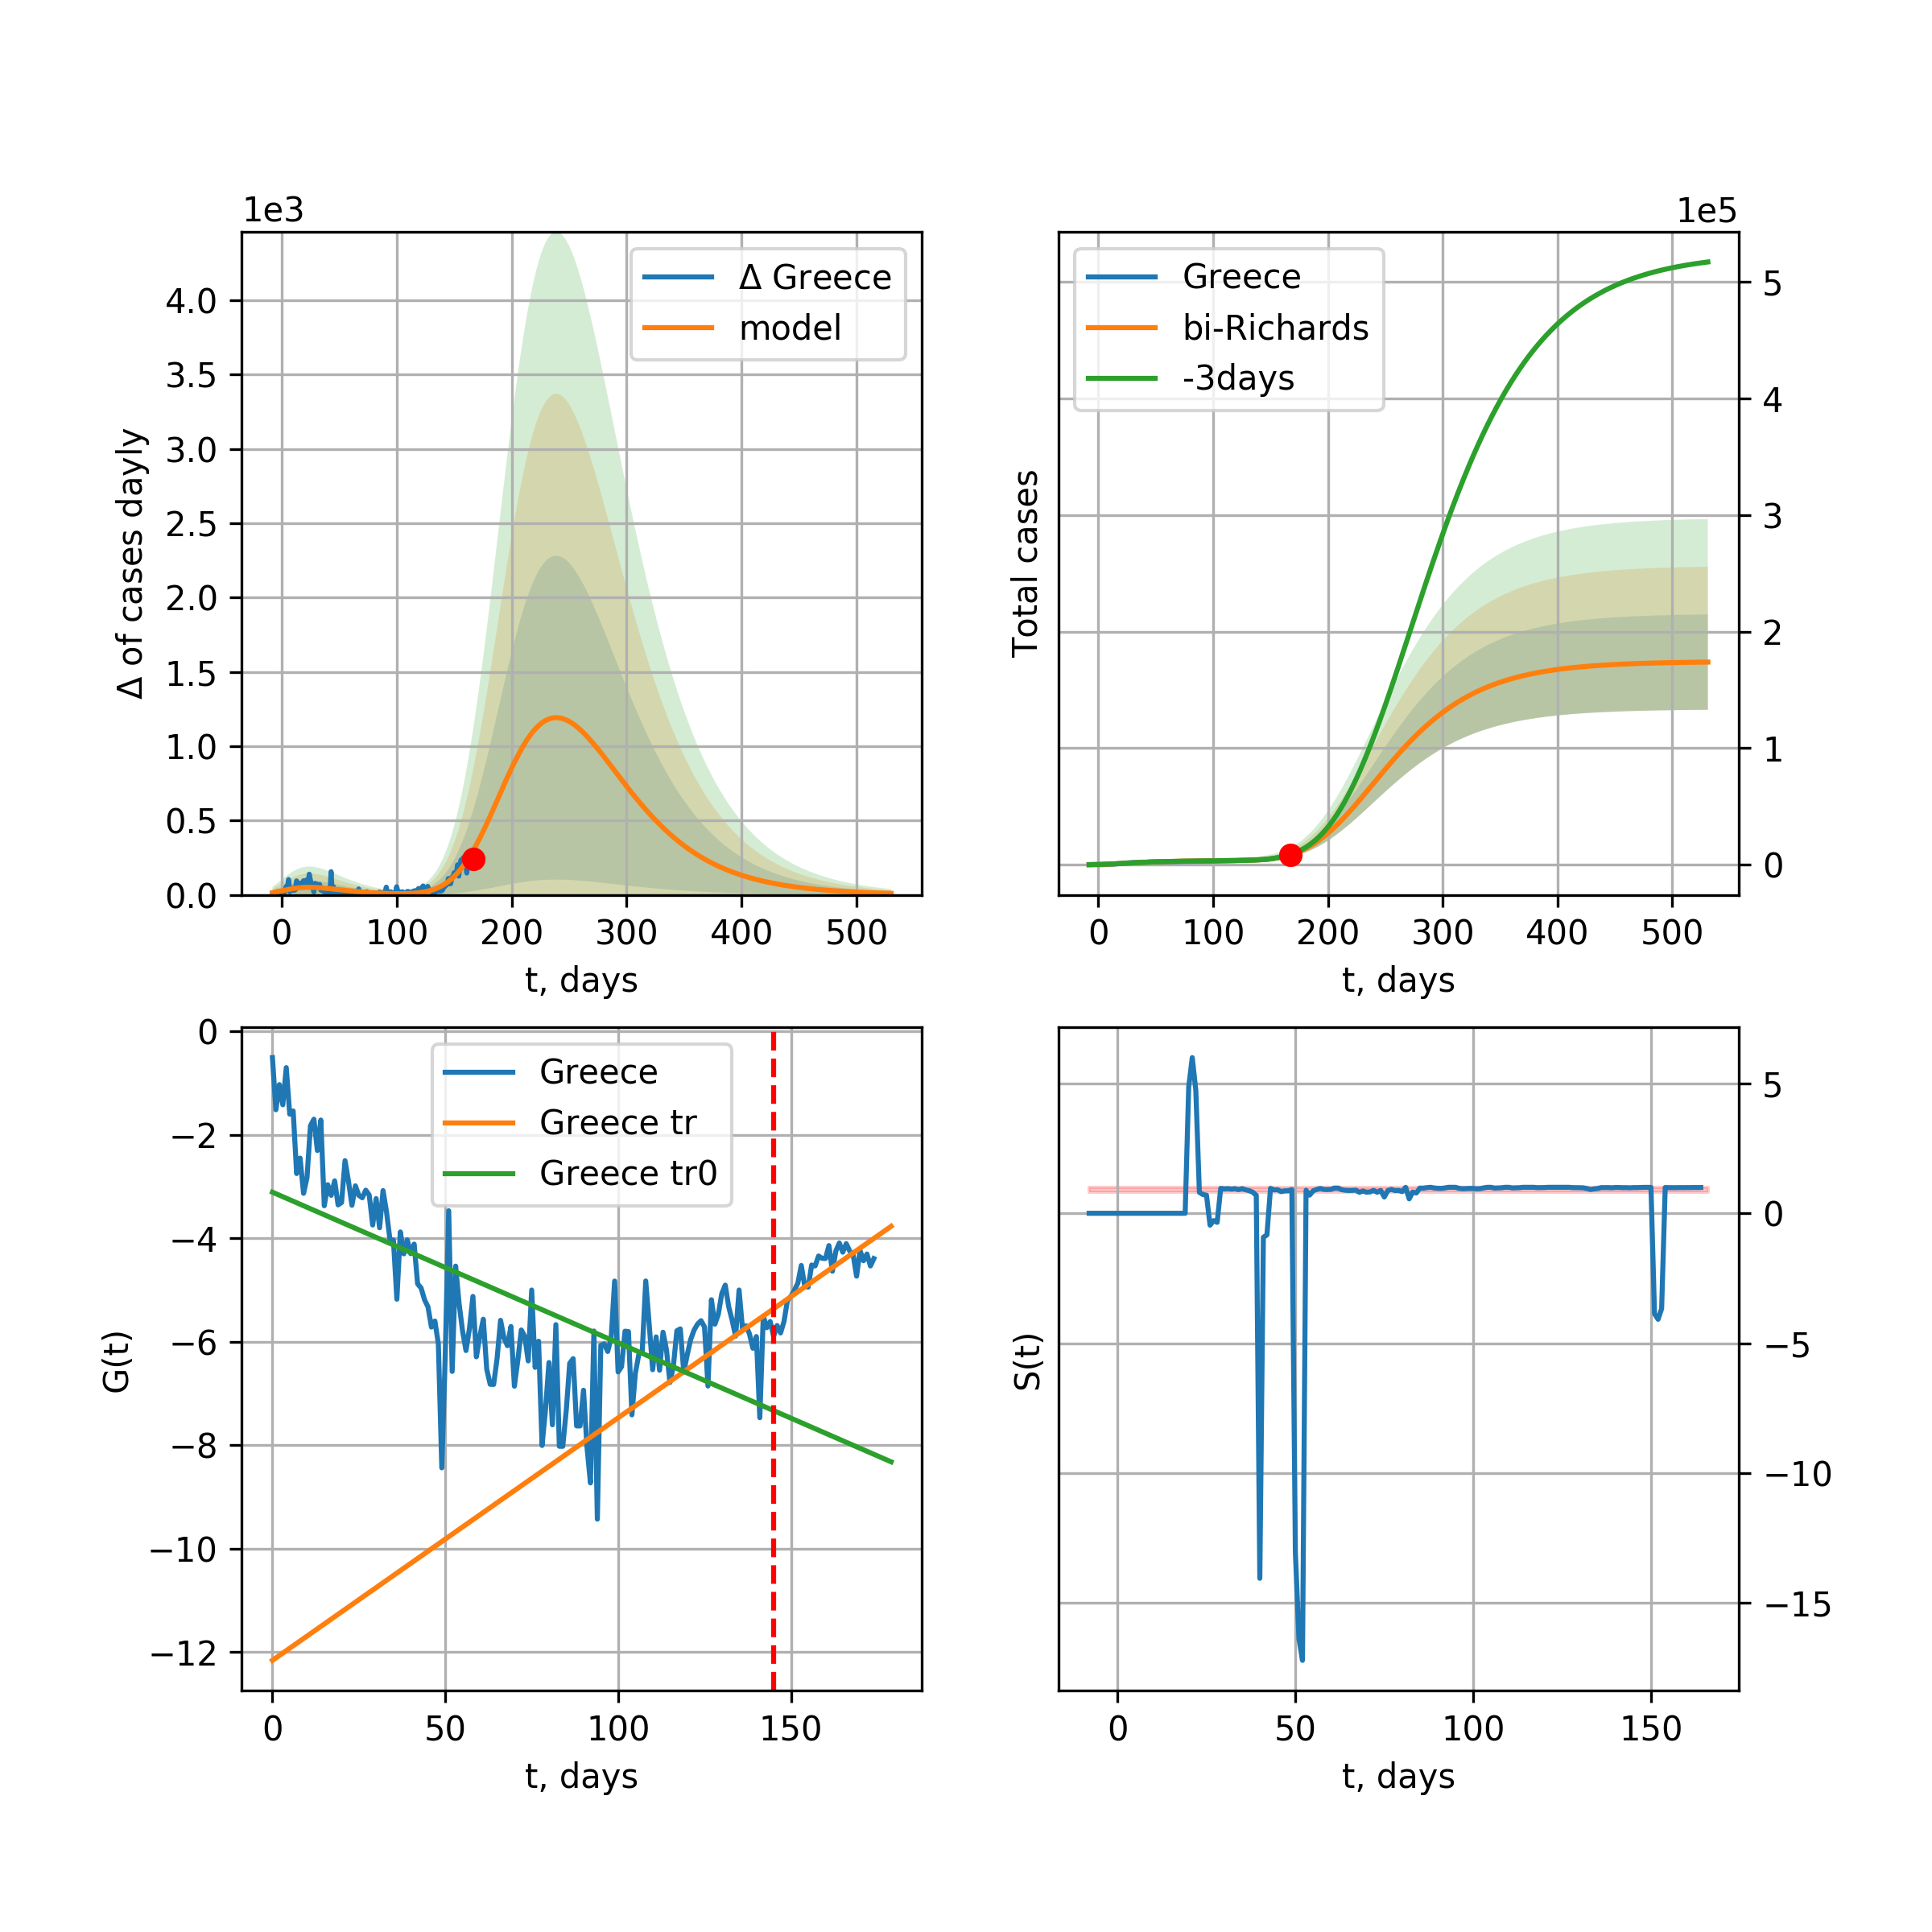 1e3
Δ of cases dayly
4.0
3.5
3.0
2.5
2.0
1.5
1.0
0.5
0.0
Δ Greece
model
0 100 200 300 400 500
t, days
1e5
Total cases
Greece
bi-Richards
-3days
5
4
3
2
1
0
0 100 200 300 400 500
t, days
G(t)
0
−2
−4
−6
−8
−10
−12
Greece
Greece tr
Greece tr0
0 50 100 150
t, days
S(t)
5
0
−5
−10
−15
0 50 100 150
t, days